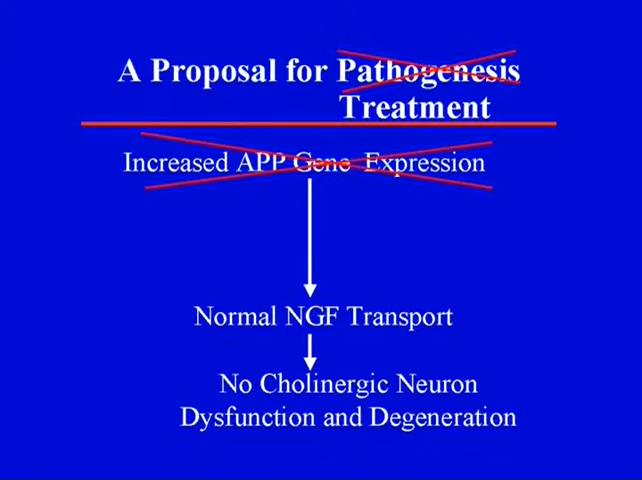 A Proposal for Pathogenesis
Treatment
Increased APP Gene Expression
Normal NGF Transport
No Cholinergic Neuron
Dysfunction and Degeneration